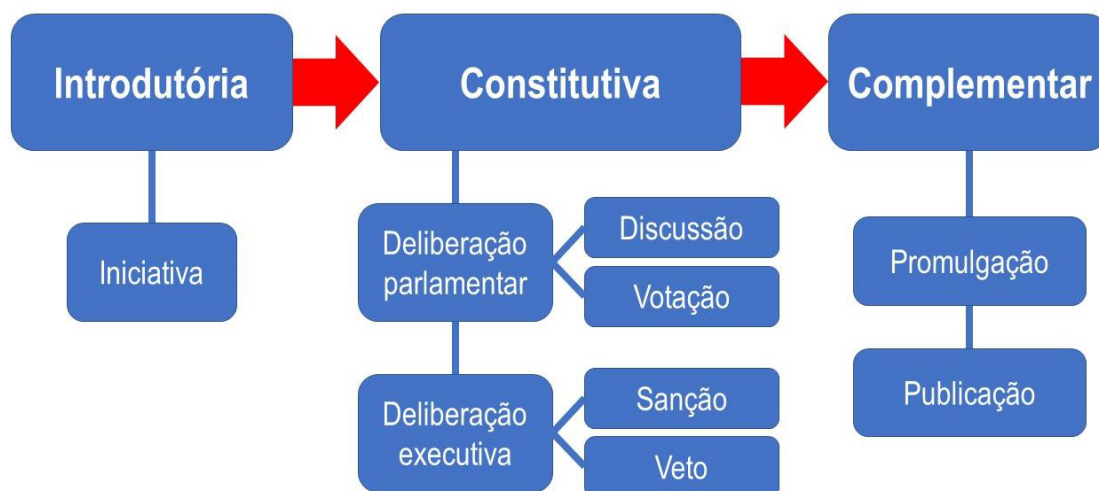 Introdutória
Constitutiva
Complementar
Iniciativa
Deliberação
parlamentar
Discussão
Votação
Deliberação
executiva
Sanção
Veto
Promulgação
Publicação